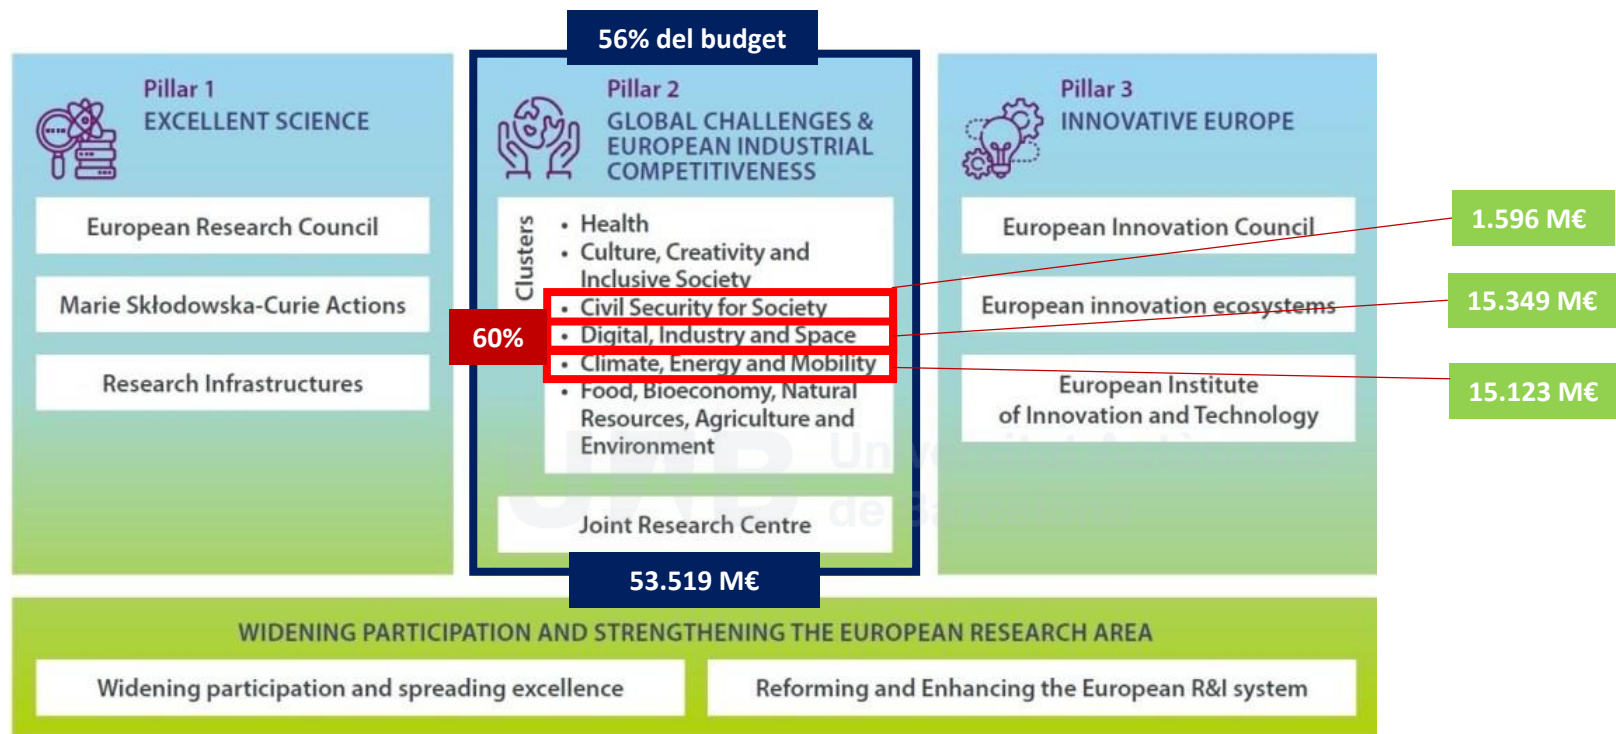 56% del budget
Pillar 1
EXCELLENT SCIENCE
European Research Council
Marie Skłodowska-Curie Actions
Research Infrastructures
Pillar 2
GLOBAL CHALLENGES &
EUROPEAN INDUSTRIAL
COMPETITIVENESS
Clusters
• Health
• Culture, Creativity and
Inclusive Society
• Civil Security for Society
• Digital, Industry and Space
• Climate, Energy and Mobility
• Food, Bioeconomy, Natural
Resources, Agriculture and
Environment
60%
Joint Research Centre
53.519 M€
Pillar 3
INNOVATIVE EUROPE
European Innovation Council
European innovation ecosystems
European Institute
of Innovation and Technology
1.596 M€
15.349 M€
15.123 M€
UAB
WIDENING PARTICIPATION AND STRENGTHENING THE EUROPEAN RESEARCH AREA
Widening participation and spreading excellence
Reforming and Enhancing the European R&I system